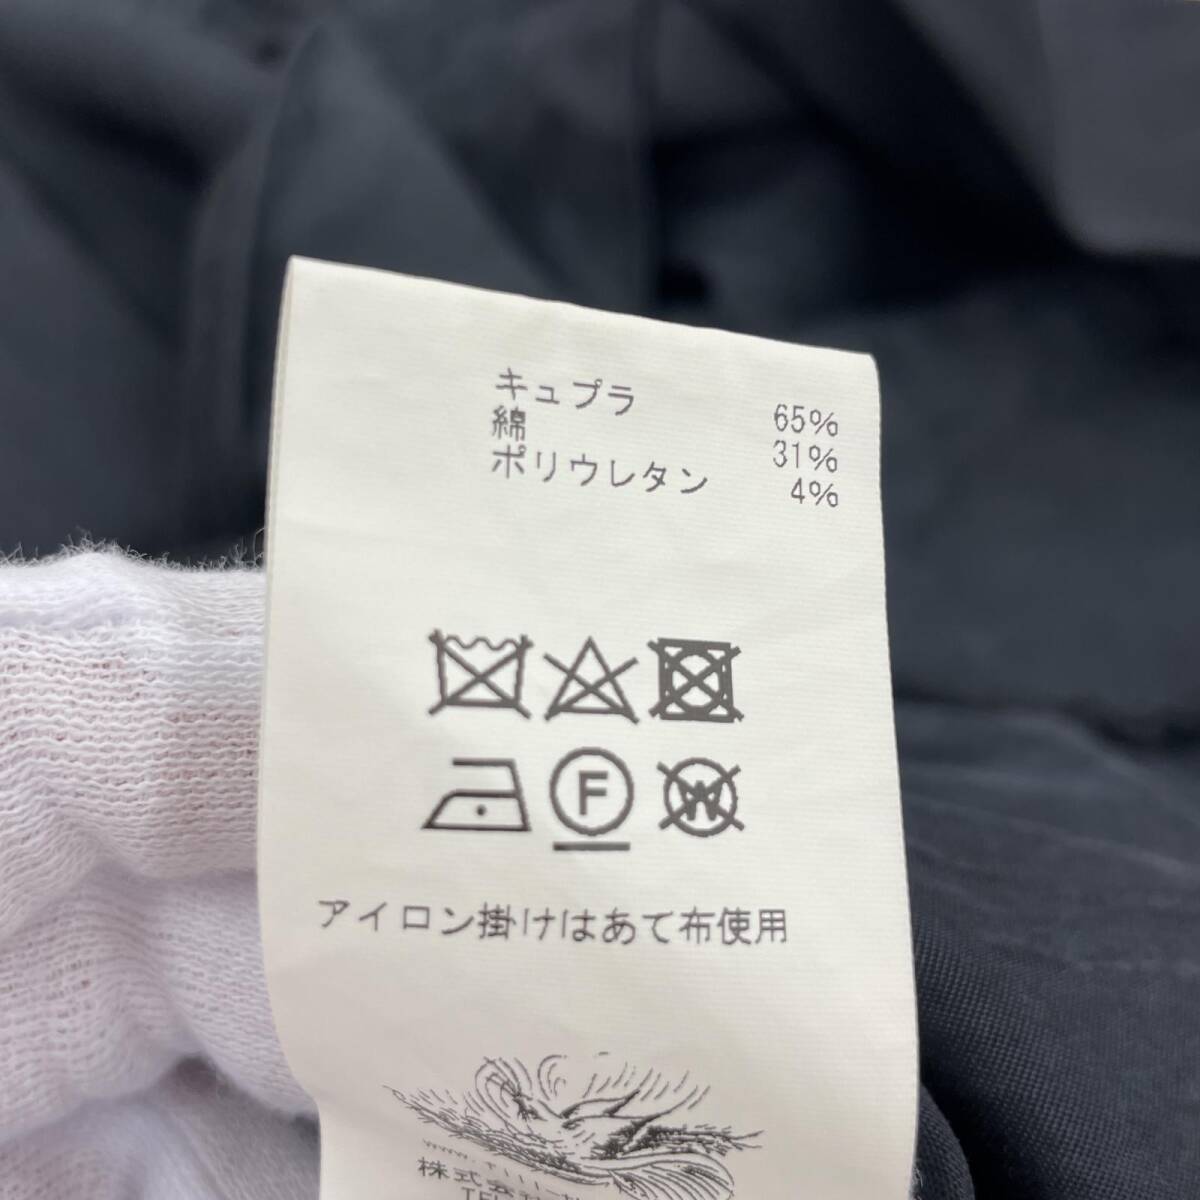 キュプラ 65%
綿 31%
ポリウレタン 4%
F
W
アイロン掛けはあて布使用
株式会社
TEL